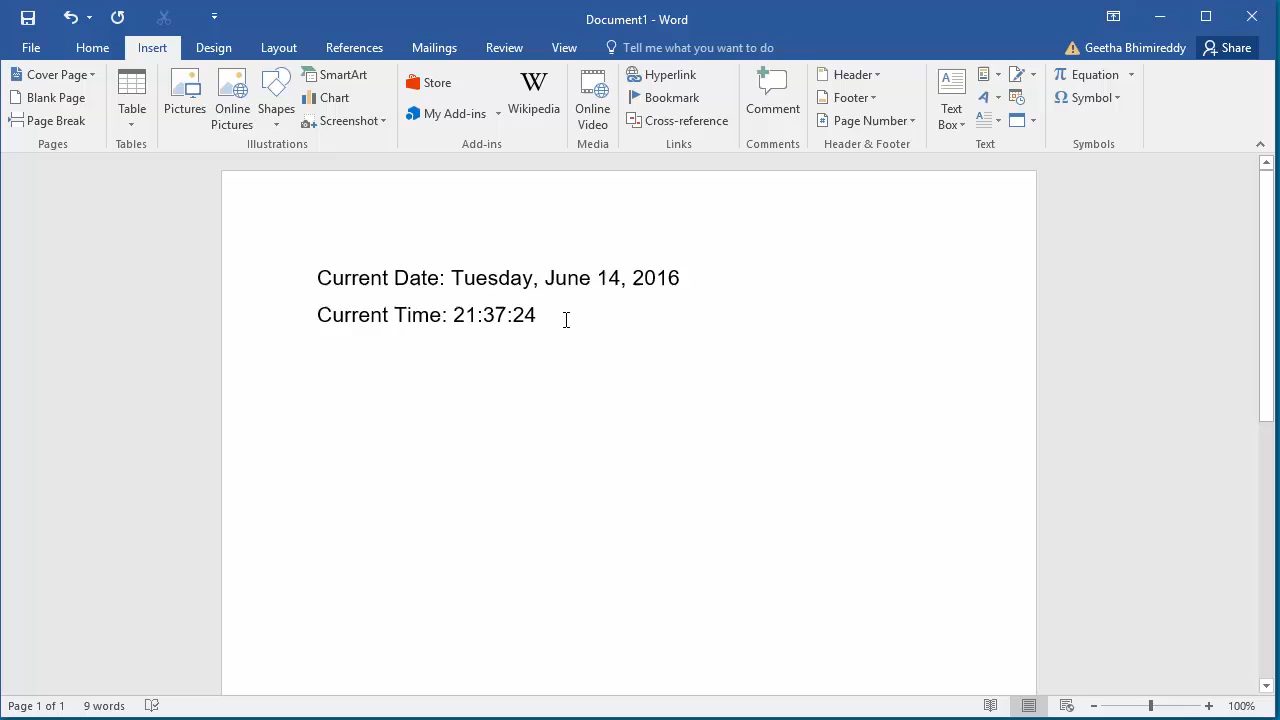 Document1 - Word
File Home Insert Design Layout References Mailings Review View Tell me what you want to do Geetha Bhimireddy Share
Cover Page
Blank Page
Page Break
Pages
Table
Tables
Pictures
Online Pictures
Shapes
SmartArt
Chart
Screenshot
Illustrations
Store
My Add-ins
W
Wikipedia
Add-ins
Online Video
Media
Hyperlink
Bookmark
Cross-reference
Links
Comment
Comments
Header
Footer
Page Number
Header & Footer
Text Box
Text
π Equation
Ω Symbol
Symbols
Current Date: Tuesday, June 14, 2016
Current Time: 21:37:24
Page 1 of 1 9 words 100%